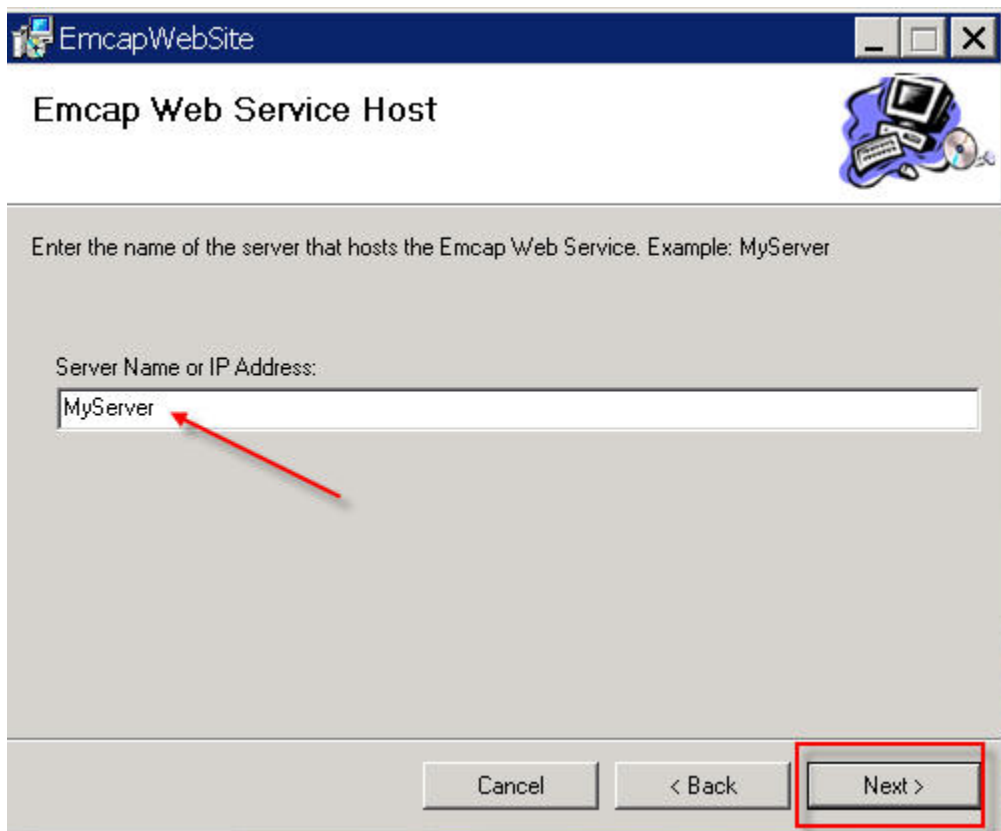 EmcapWebSite
Emcap Web Service Host
Enter the name of the server that hosts the Emcap Web Service. Example: MyServer
Server Name or IP Address:
MyServer
Cancel
< Back
Next >